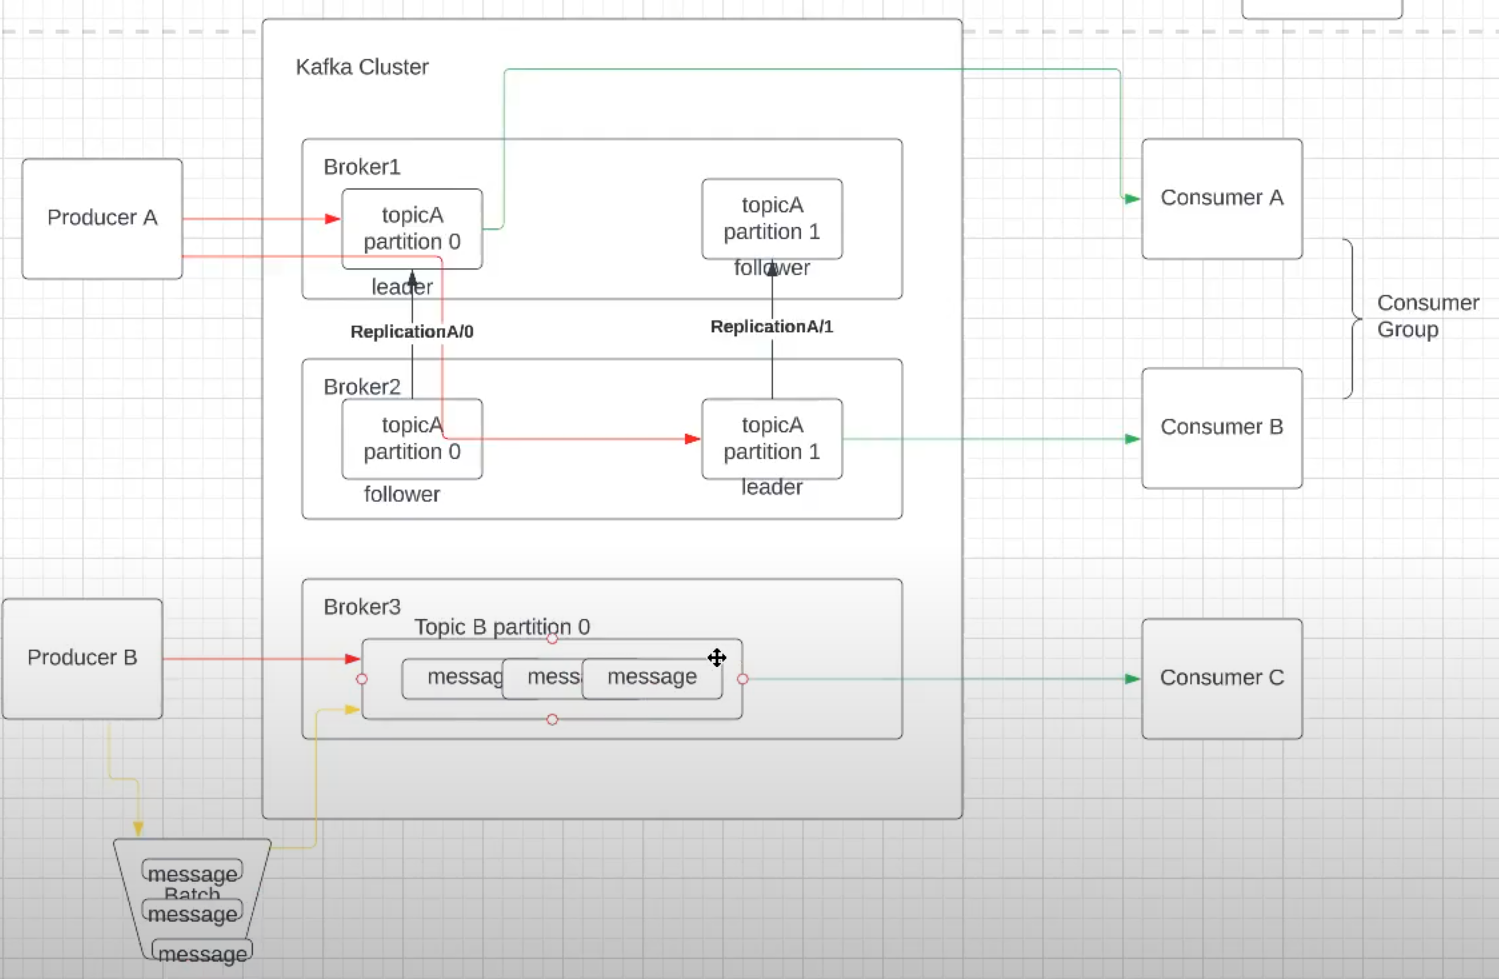 Kafka Cluster
Broker1
Producer A
topicA
partition 0
leader
topicA
partition 1
follower
Consumer A
ReplicationA/0
ReplicationA/1
Consumer
Group
Broker2
topicA
partition 0
follower
topicA
partition 1
leader
Consumer B
Broker3
Topic B partition 0
Producer B
messag
mess
message
Consumer C
message
Batch
message
message